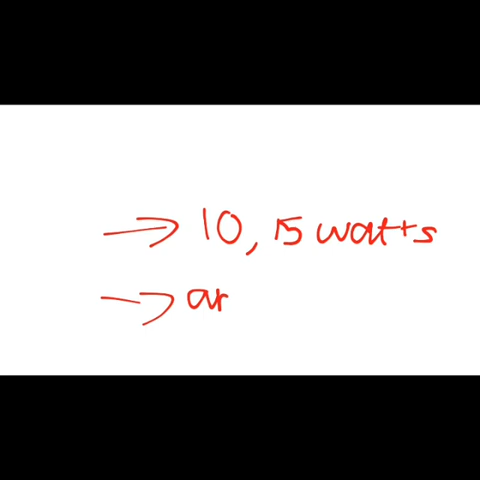 → 10, 15 watts
→ ar